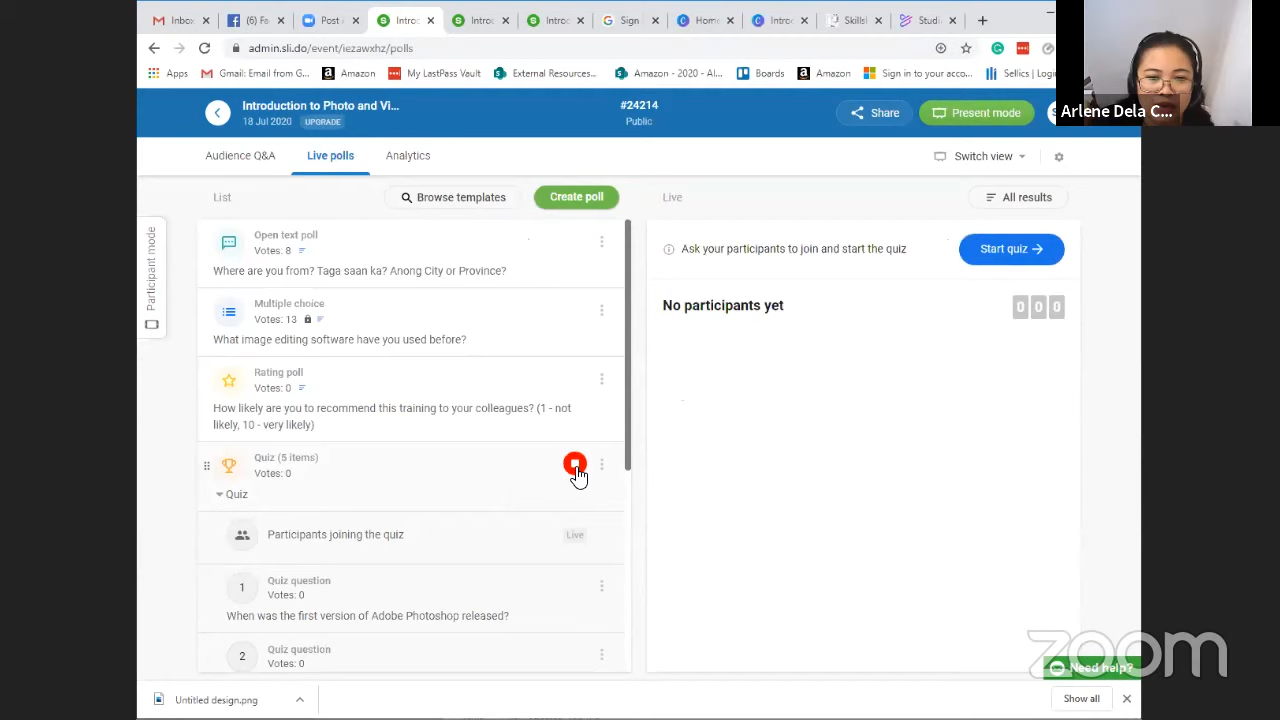 Inbox
Fa
Post A
Introd
Introd
Introd
Sign
Home
Introd
Skillsh
Studio
admin.sli.do/event/iezawxhz/polls
Apps
Gmail: Email from G...
Amazon
My LastPass Vault
External Resources...
Amazon - 2020 - Al...
Boards
Amazon
Sign in to your acco...
Sellics | Login
Arlene Dela C...
Introduction to Photo and Vi...
18 Jul 2020 UPGRADE
#24214
Public
Share
Present mode
Audience Q&A
Live polls
Analytics
Switch view
Participant mode
List
Browse templates
Create poll
Live
All results
Open text poll
Votes: 8
Where are you from? Taga saan ka? Anong City or Province?
Multiple choice
Votes: 13
What image editing software have you used before?
Rating poll
Votes: 0
How likely are you to recommend this training to your colleagues? (1 - not
likely, 10 - very likely)
Quiz (5 items)
Votes: 0
Quiz
Participants joining the quiz
Live
1
Quiz question
Votes: 0
When was the first version of Adobe Photoshop released?
2
Quiz question
Votes: 0
Ask your participants to join and start the quiz
Start quiz
No participants yet
0 0 0
zoom
Need help?
Untitled design.png
Show all